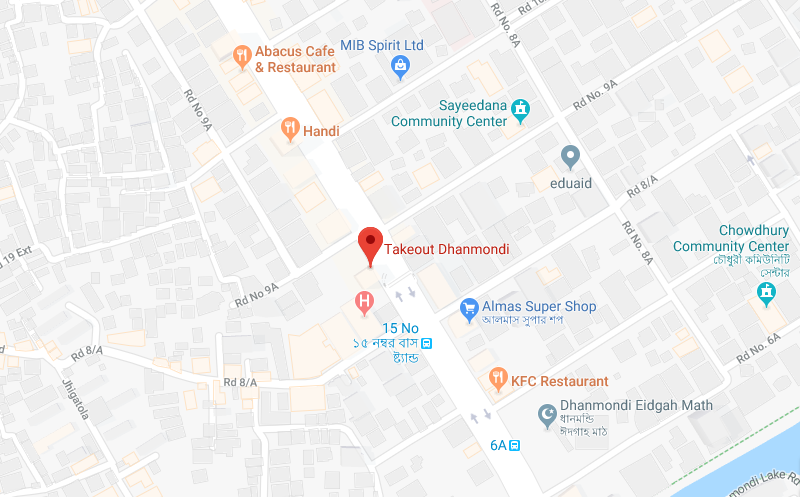 Rd No. 8A
Rd No. 10
Abacus Cafe
& Restaurant
MIB Spirit Ltd
Rd No. 9A
Rd No. 9A
Sayeedana
Community Center
Handi
eduaid
Rd 8/A
Rd No. 8A
Chowdhury
Community Center
চৌধুরী কমিউনিটি
সেন্টার
Takeout Dhanmondi
19 Ext
Rd No 9A
H
Almas Super Shop
আলমাস সুপার শপ
15 No
১৫ নম্বর বাস
স্ট্যান্ড
Rd No. 6A
Rd 8/A
Rd 8/A
Jhigatola
KFC Restaurant
Dhanmondi Eidgah Math
ধানমন্ডি
ঈদগাহ মাঠ
6A
mondi Lake Rd